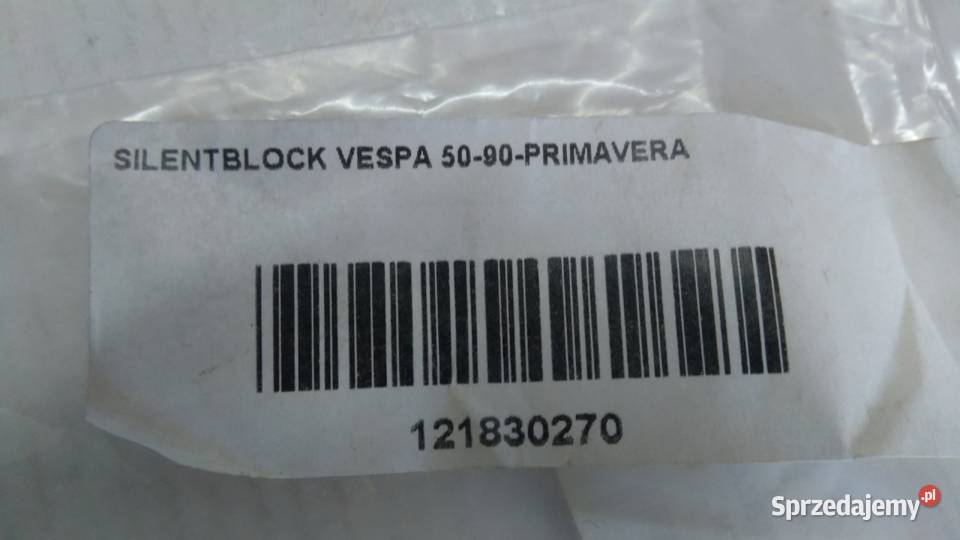 SILENTBLOCK VESPA 50-90-PRIMAVERA
121830270
Sprzedajemy.pl